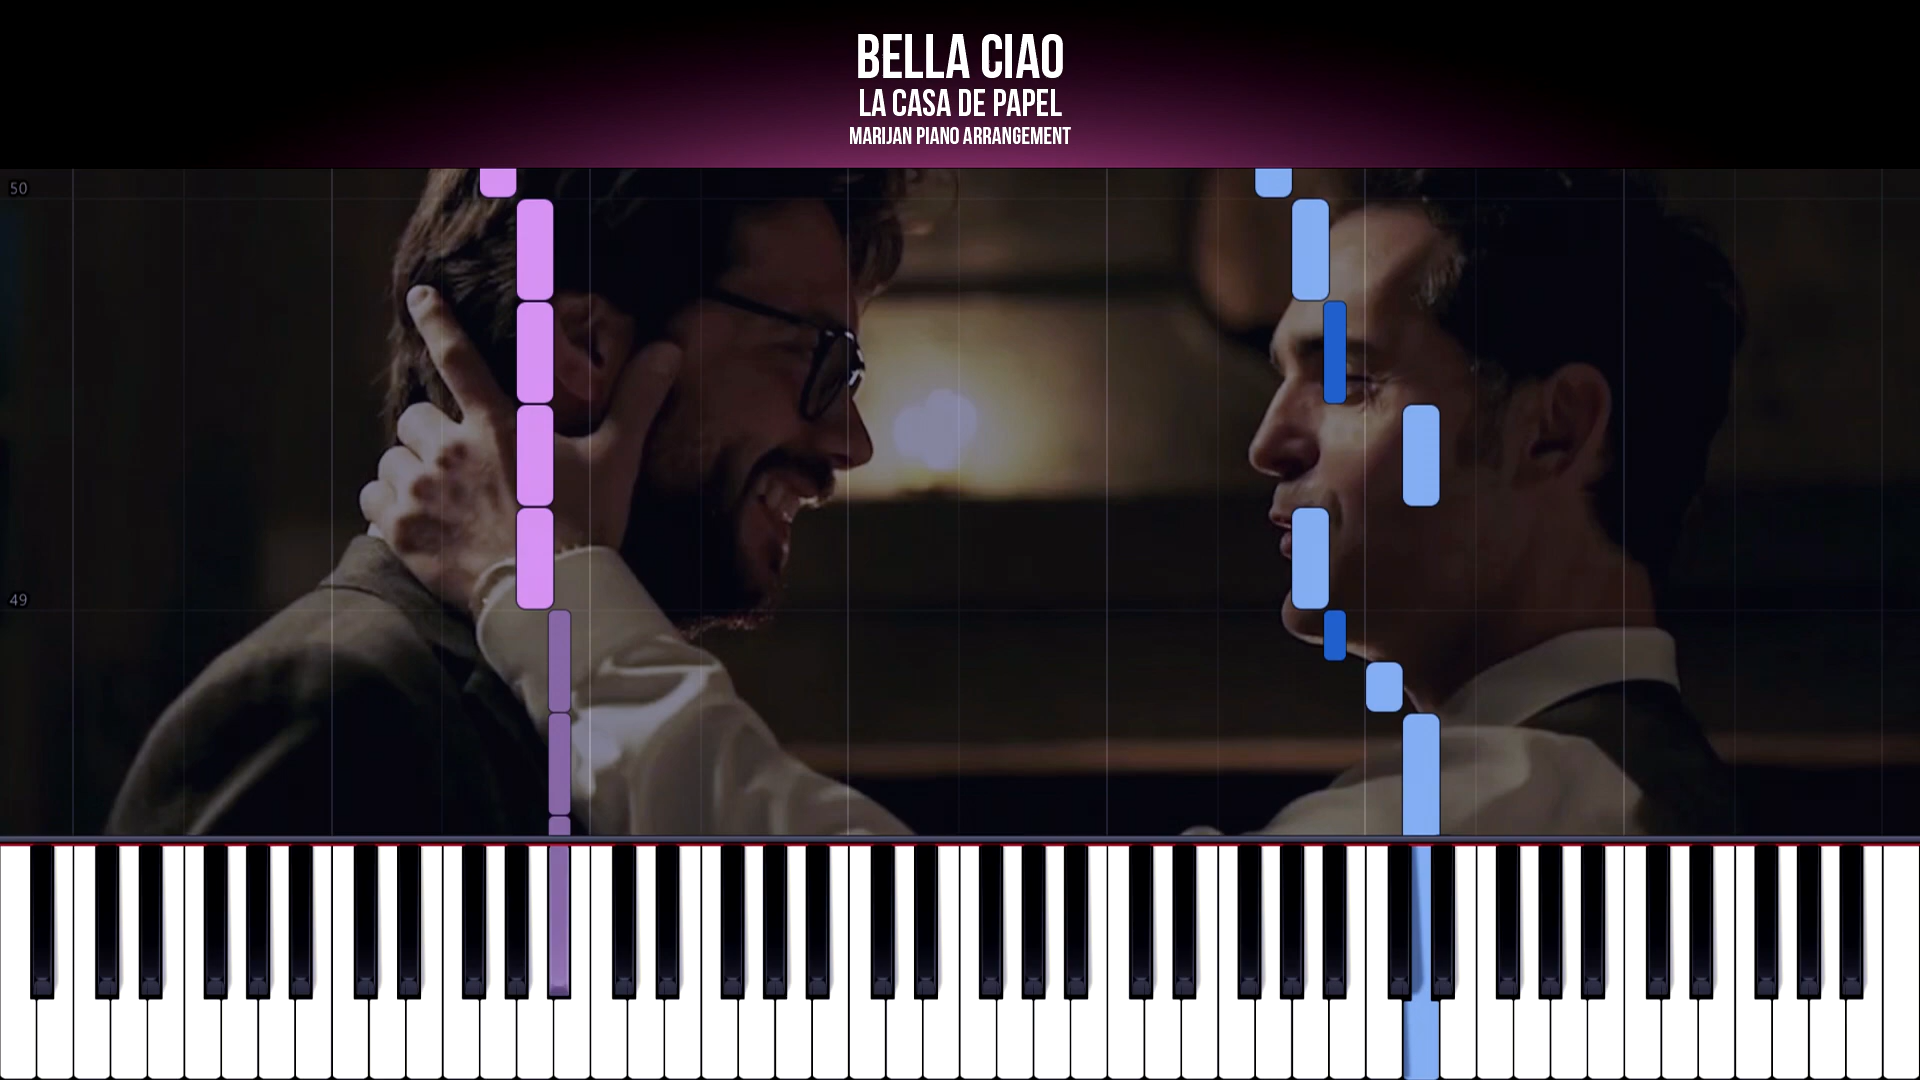 BELLA CIAO
LA CASA DE PAPEL
MARIJAN PIANO ARRANGEMENT
50
49